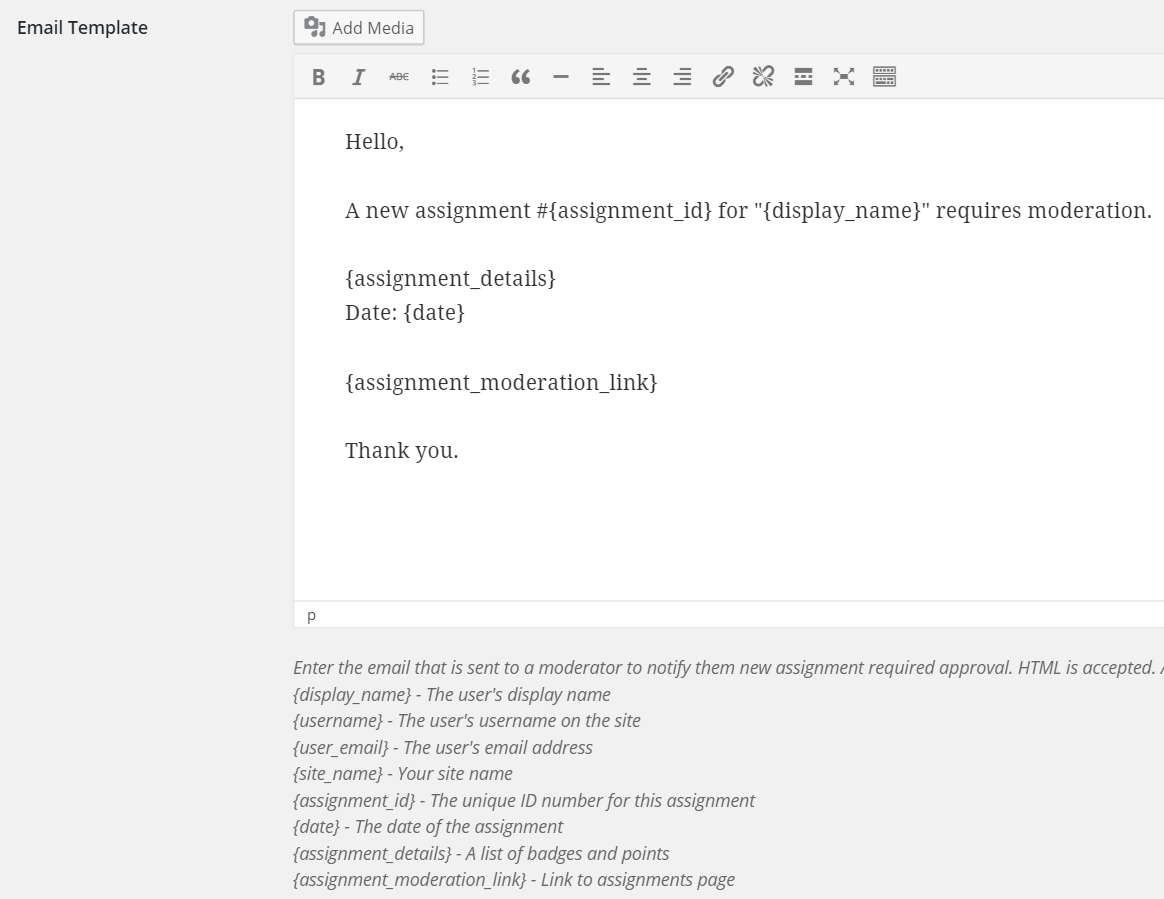 Email Template
Add Media
B I ABC
Hello,
A new assignment #{assignment_id} for "{display_name}" requires moderation.
{assignment_details}
Date: {date}
{assignment_moderation_link}
Thank you.
p
Enter the email that is sent to a moderator to notify them new assignment required approval. HTML is accepted.
{display_name} - The user's display name
{username} - The user's username on the site
{user_email} - The user's email address
{site_name} - Your site name
{assignment_id} - The unique ID number for this assignment
{date} - The date of the assignment
{assignment_details} - A list of badges and points
{assignment_moderation_link} - Link to assignments page